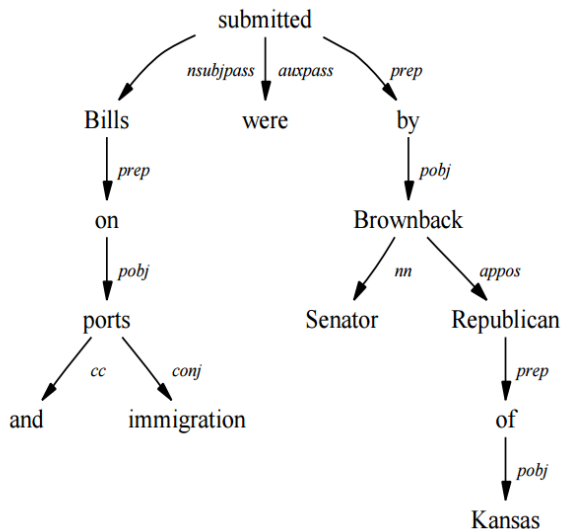 submitted
nsubjpass auxpass prep
Bills were by
prep pobj
on Brownback
pobj nn appos
ports Senator Republican
cc conj prep
and immigration of
pobj
Kansas